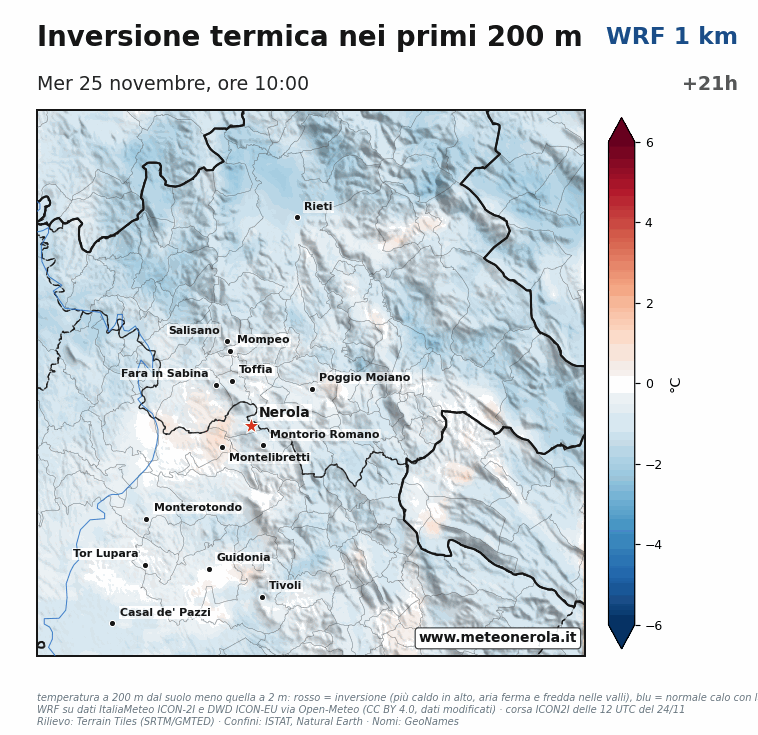 Inversione termica nei primi 200 m WRF 1 km
Mer 25 novembre, ore 10:00 +21h
Rieti
Salisano
Mompeo
Fara in Sabina
Toffia
Poggio Moiano
Nerola
Montorio Romano
Montelibretti
Monterotondo
Tor Lupara
Guidonia
Tivoli
Casal de' Pazzi
www.meteonerola.it
6
4
2
0
−2
−4
−6
°C
temperatura a 200 m dal suolo meno quella a 2 m: rosso = inversione (più caldo in alto, aria ferma e fredda nelle valli), blu = normale calo con l
WRF su dati ItaliaMeteo ICON-2I e DWD ICON-EU via Open-Meteo (CC BY 4.0, dati modificati) · corsa ICON2I delle 12 UTC del 24/11
Rilievo: Terrain Tiles (SRTM/GMTED) · Confini: ISTAT, Natural Earth · Nomi: GeoNames